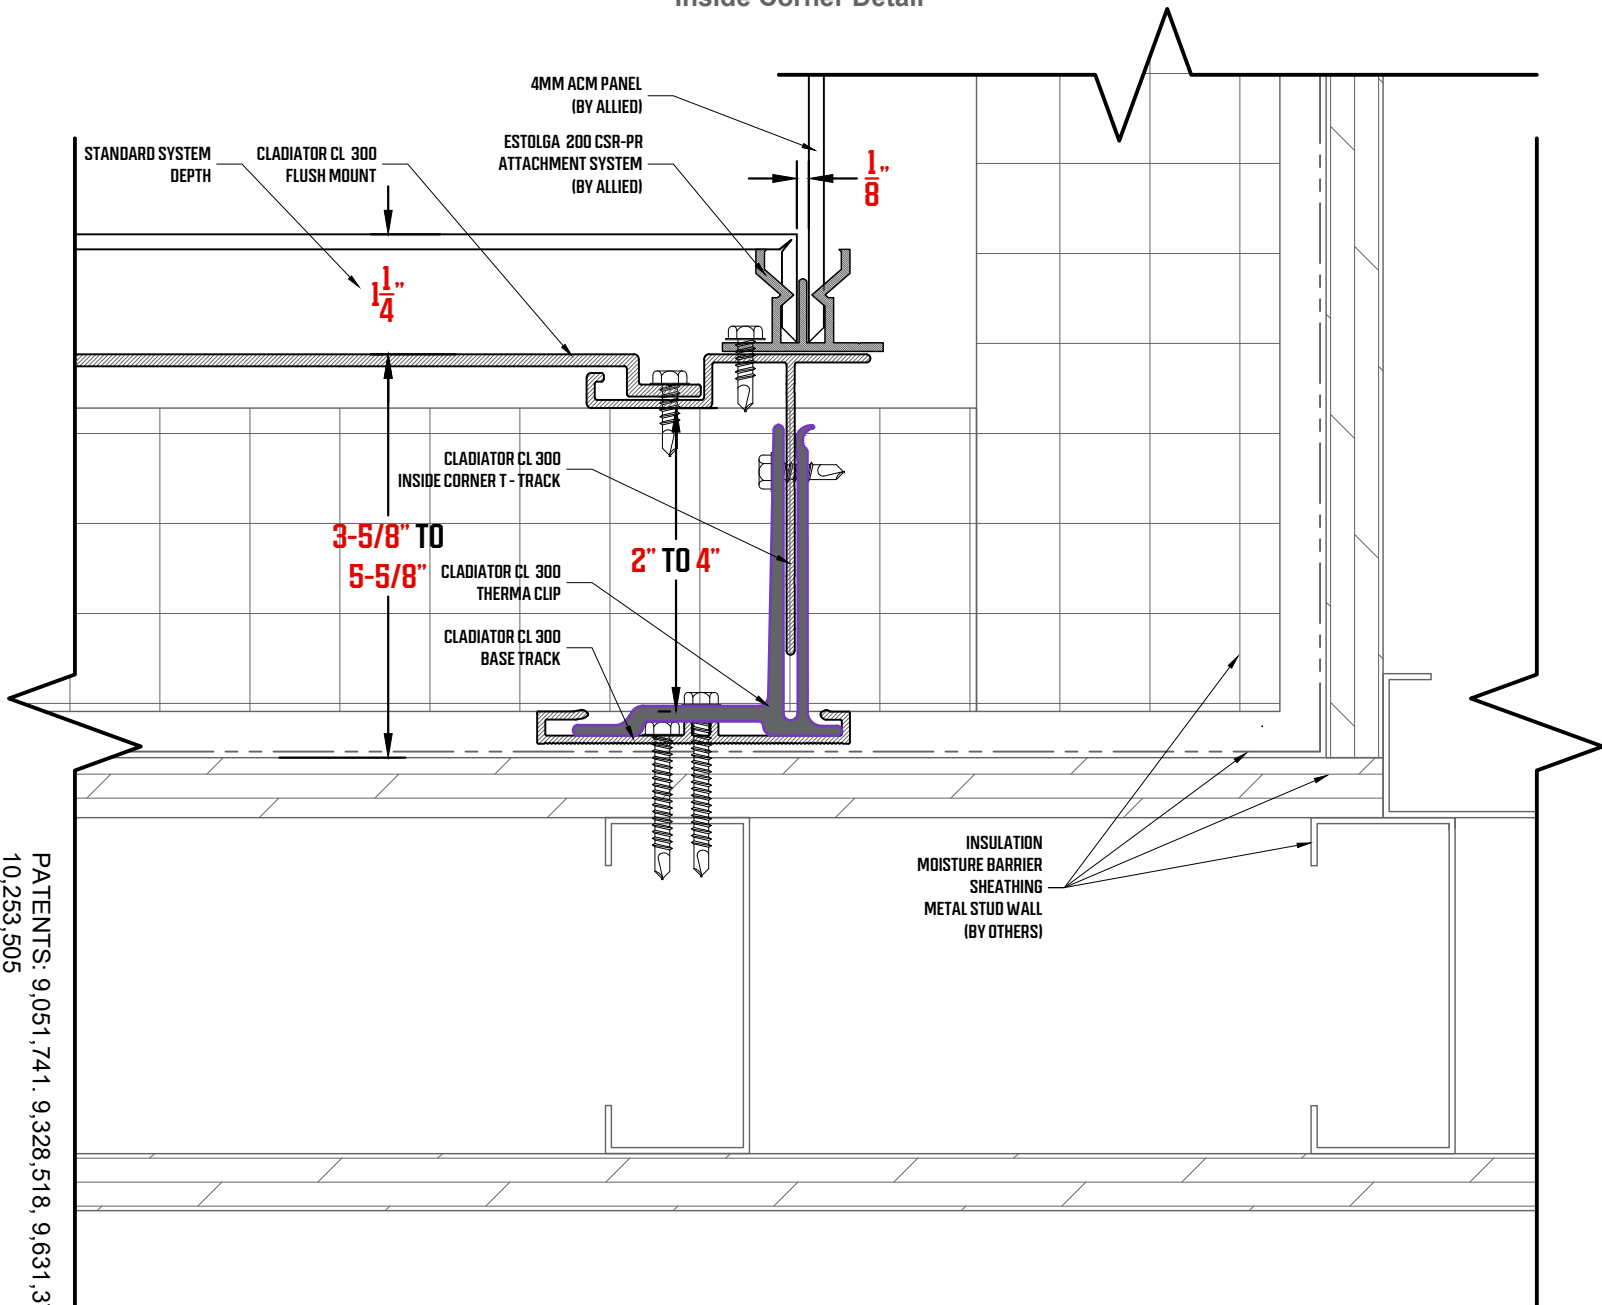 Inside Corner Detail
4MM ACM PANEL
(BY ALLIED)
ESTOLGA 200 CSR-PR
ATTACHMENT SYSTEM
(BY ALLIED)
STANDARD SYSTEM
DEPTH
CLADIATOR CL 300
FLUSH MOUNT
1/8"
1 1/4"
CLADIATOR CL 300
INSIDE CORNER T - TRACK
3-5/8" TO
5-5/8"
2" TO 4"
CLADIATOR CL 300
THERMA CLIP
CLADIATOR CL 300
BASE TRACK
INSULATION
MOISTURE BARRIER
SHEATHING
METAL STUD WALL
(BY OTHERS)
PATENTS: 9,051,741. 9,328,518, 9,631,3
10,253,505